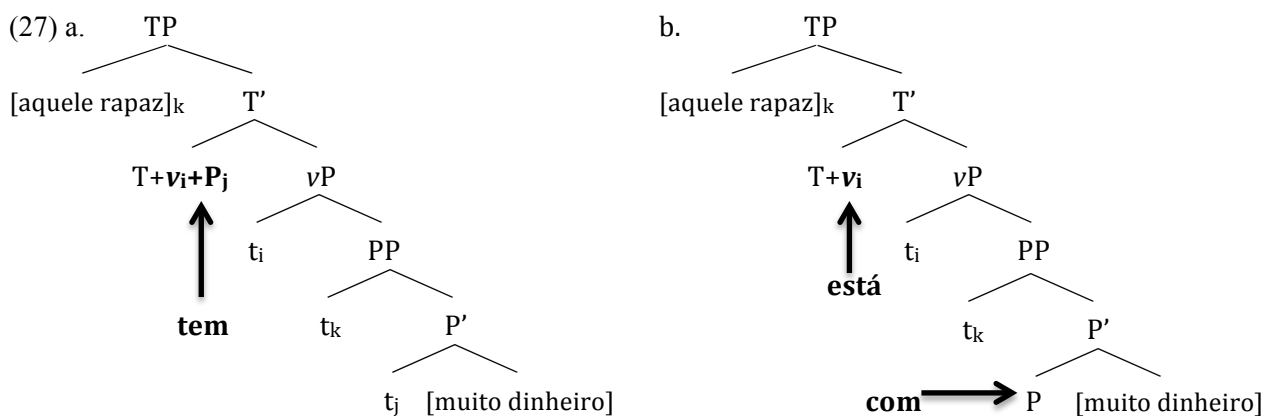 (27) a. TP b. TP
[aquele rapaz]k T’ [aquele rapaz]k T’
T+vi+Pj vP T+vi vP
ti PP ti PP
está
tem tk P’ tk P’
tj [muito dinheiro] com P [muito dinheiro]